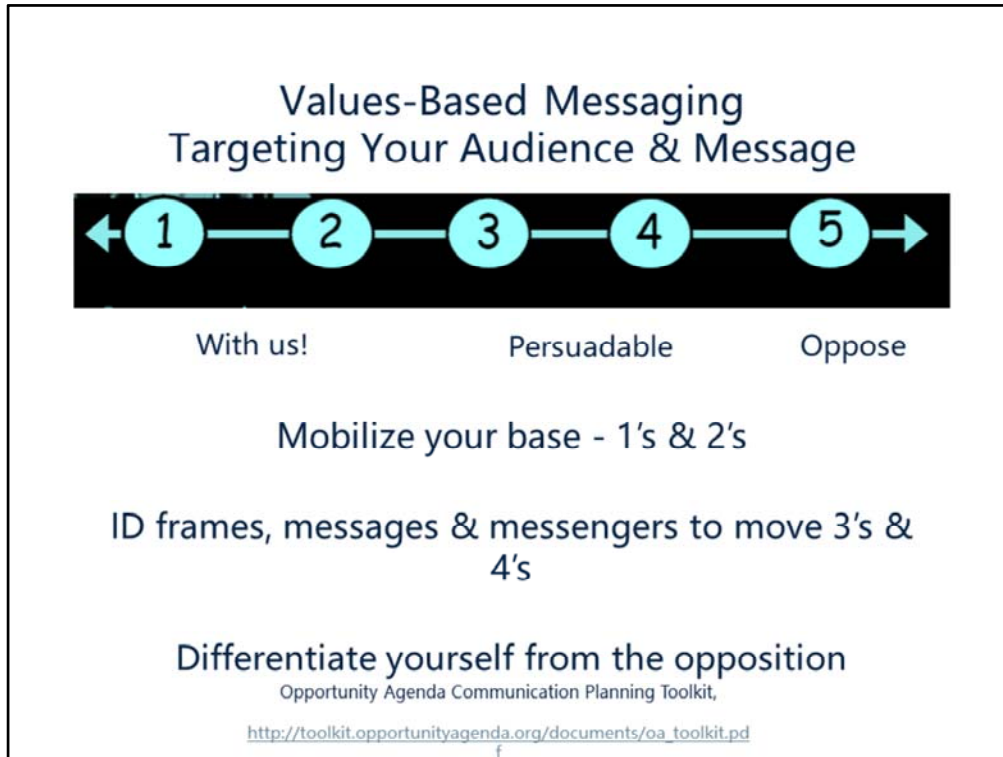 Values-Based Messaging
Targeting Your Audience & Message
1 2 3 4 5
With us! Persuadable Oppose
Mobilize your base - 1's & 2's
ID frames, messages & messengers to move 3's &
4's
Differentiate yourself from the opposition
Opportunity Agenda Communication Planning Toolkit,
http://toolkit.opportunityagenda.org/documents/oa_toolkit.pd
f